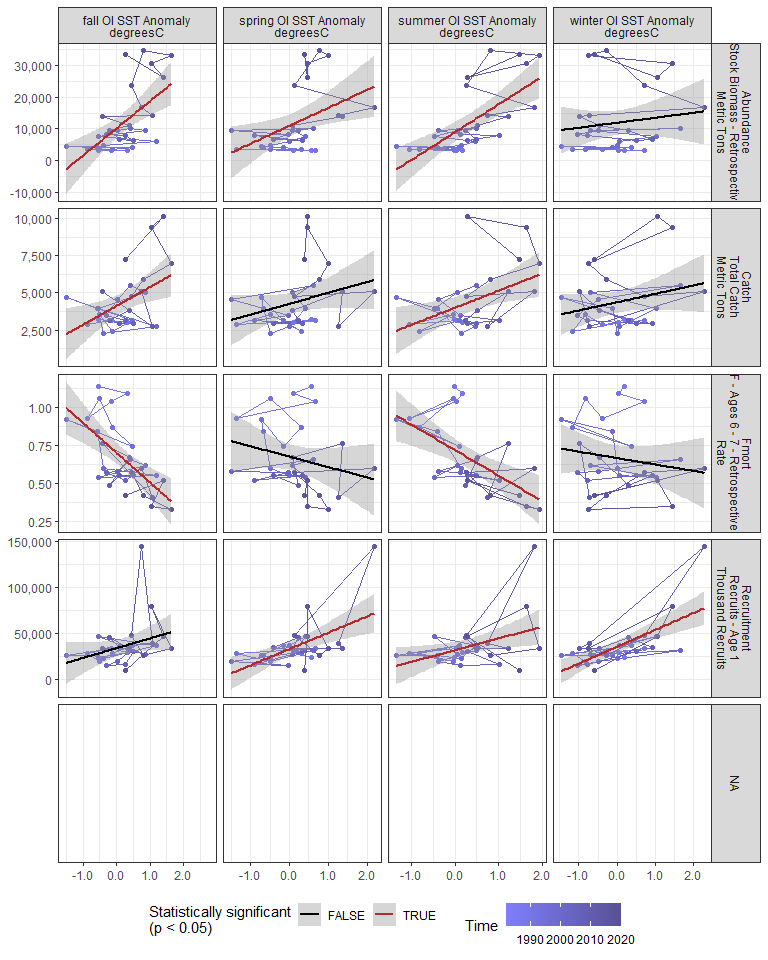 fall OI SST Anomaly
degreesC
spring OI SST Anomaly
degreesC
summer OI SST Anomaly
degreesC
winter OI SST Anomaly
degreesC
30,000
20,000
10,000
0
-10,000
Abundance
Stock Biomass - Retrospectiv
Metric Tons
10,000
7,500
5,000
2,500
Catch
Total Catch
Metric Tons
1.00
0.75
0.50
0.25
Fmort
F - Ages 6 - 7 - Retrospective
Rate
150,000
100,000
50,000
0
Recruitment
Recruits - Age 1
Thousand Recruits
NA
-1.0 0.0 1.0 2.0
-1.0 0.0 1.0 2.0
-1.0 0.0 1.0 2.0
-1.0 0.0 1.0 2.0
Statistically significant
(p < 0.05)
FALSE
TRUE
Time
1990 2000 2010 2020